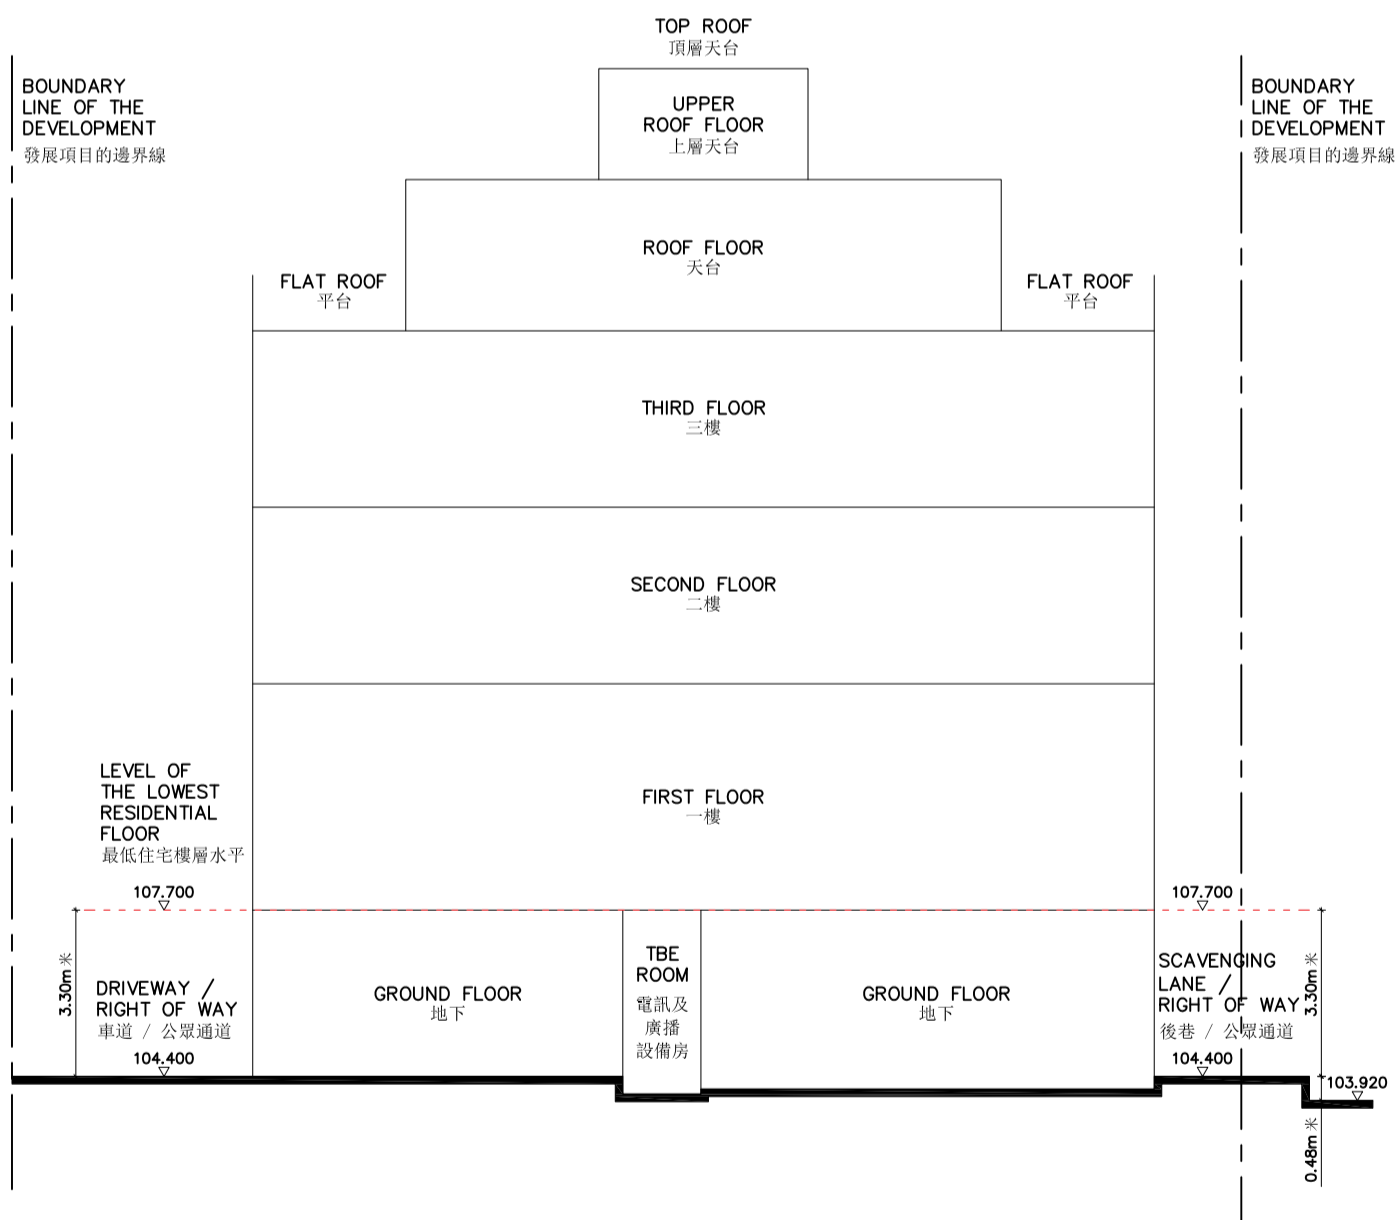 TOP ROOF
頂層天台
BOUNDARY
LINE OF THE
DEVELOPMENT
發展項目的邊界線
BOUNDARY
LINE OF THE
DEVELOPMENT
發展項目的邊界線
UPPER
ROOF FLOOR
上層天台
ROOF FLOOR
天台
FLAT ROOF
平台
FLAT ROOF
平台
THIRD FLOOR
三樓
SECOND FLOOR
二樓
FIRST FLOOR
一樓
LEVEL OF
THE LOWEST
RESIDENTIAL
FLOOR
最低住宅樓層水平
107.700
107.700
3.30m 米
DRIVEWAY /
RIGHT OF WAY
車道 / 公眾通道
104.400
GROUND FLOOR
地下
TBE
ROOM
電訊及
廣播
設備房
GROUND FLOOR
地下
SCAVENGING
LANE /
RIGHT OF WAY
後巷 / 公眾通道
104.400
3.30m 米
103.920
0.48m 米